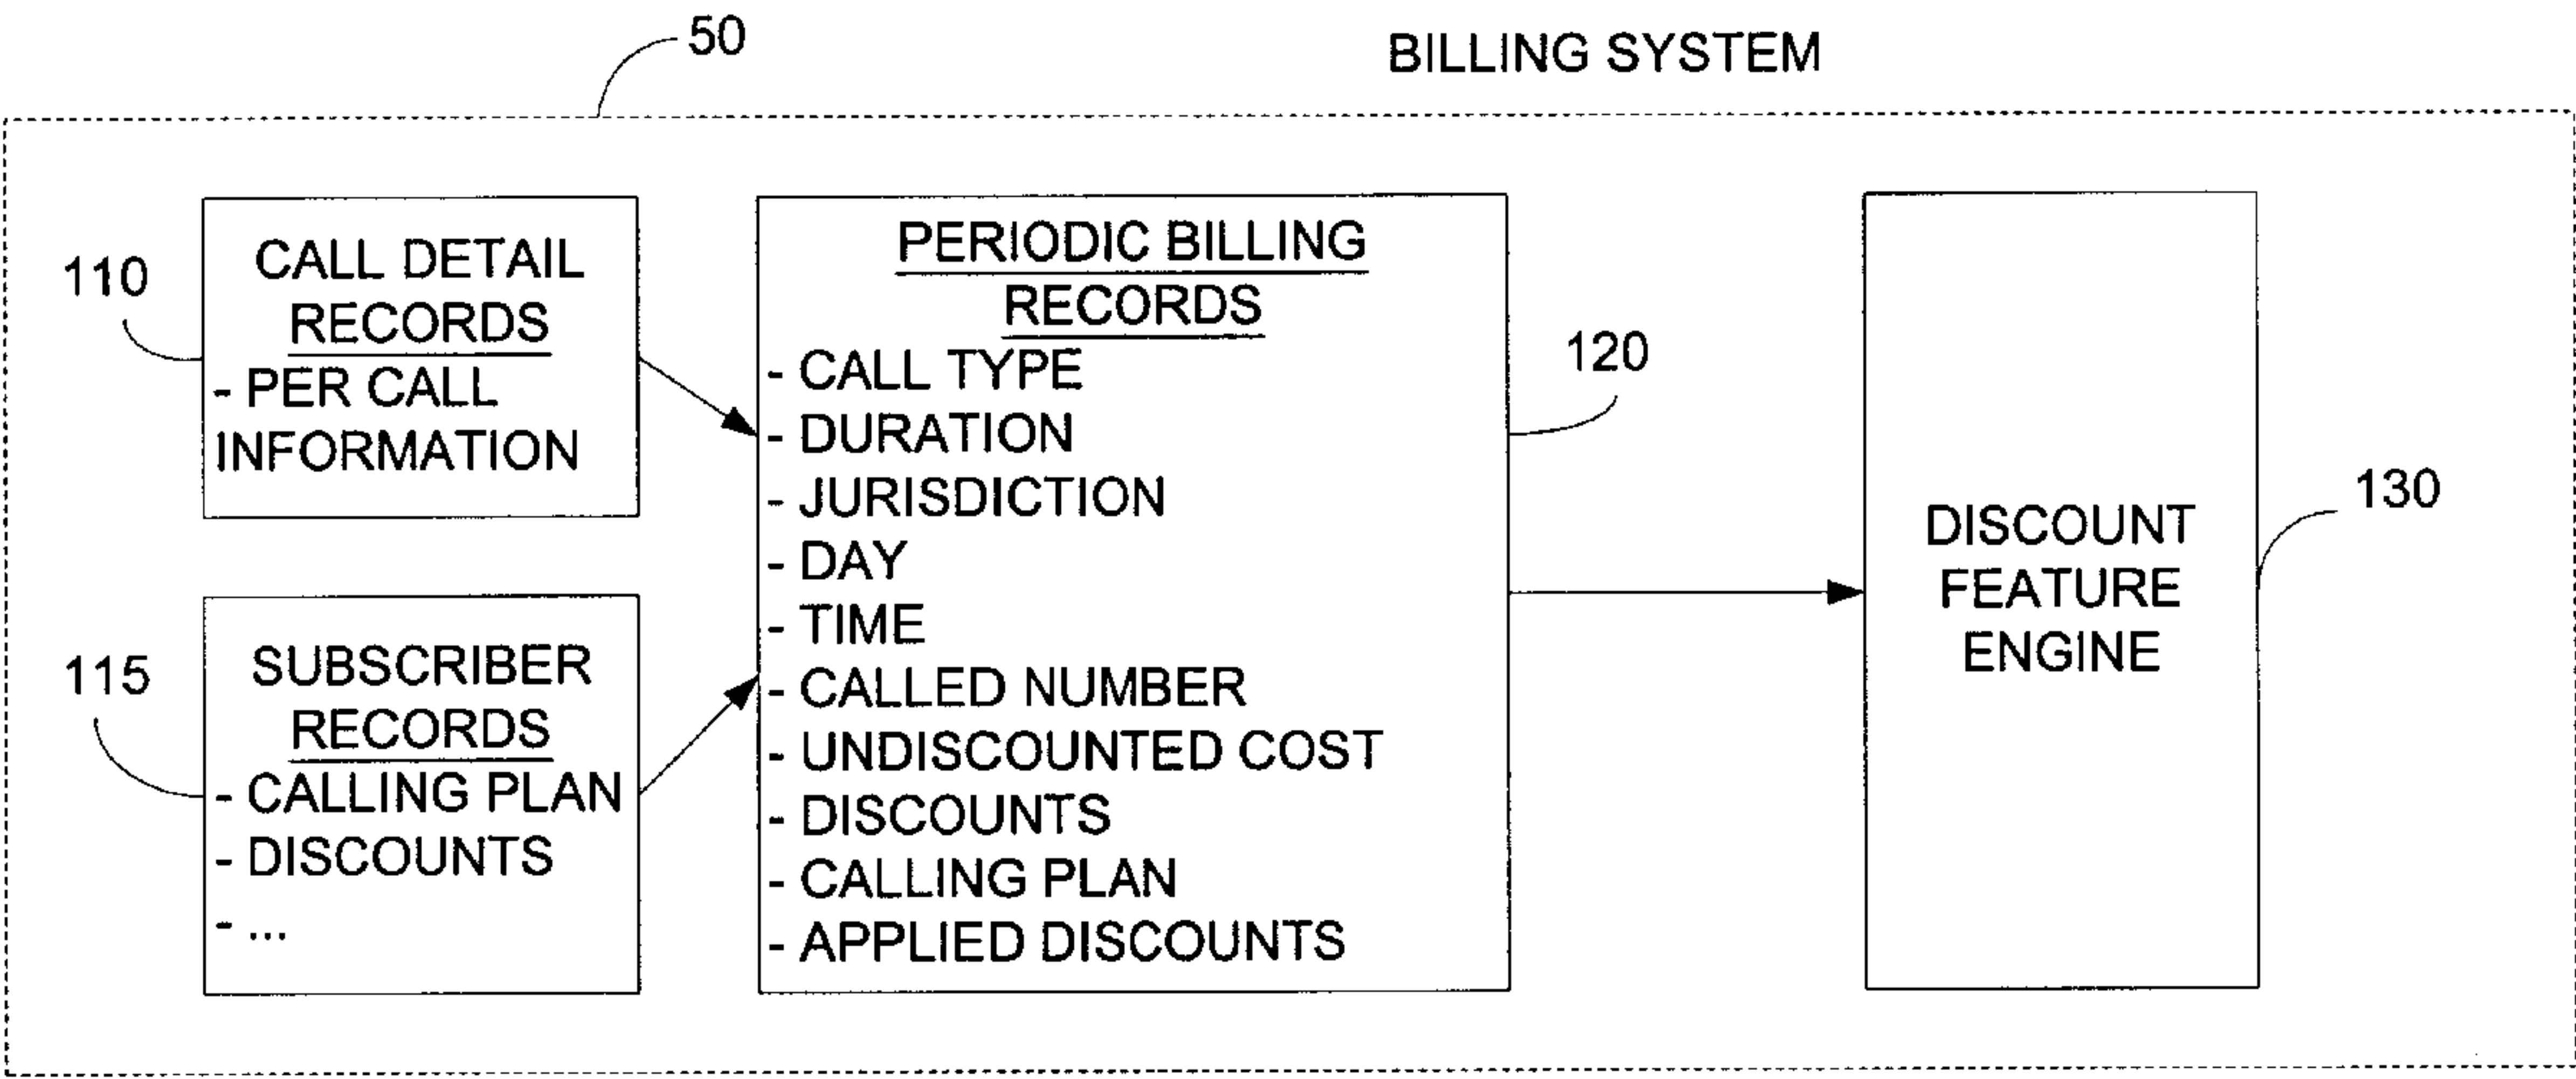 50
BILLING SYSTEM
110
CALL DETAIL
RECORDS
- PER CALL
INFORMATION
115
SUBSCRIBER
RECORDS
- CALLING PLAN
- DISCOUNTS
- ...
PERIODIC BILLING
RECORDS
- CALL TYPE
- DURATION
- JURISDICTION
- DAY
- TIME
- CALLED NUMBER
- UNDISCOUNTED COST
- DISCOUNTS
- CALLING PLAN
- APPLIED DISCOUNTS
120
DISCOUNT
FEATURE
ENGINE
130